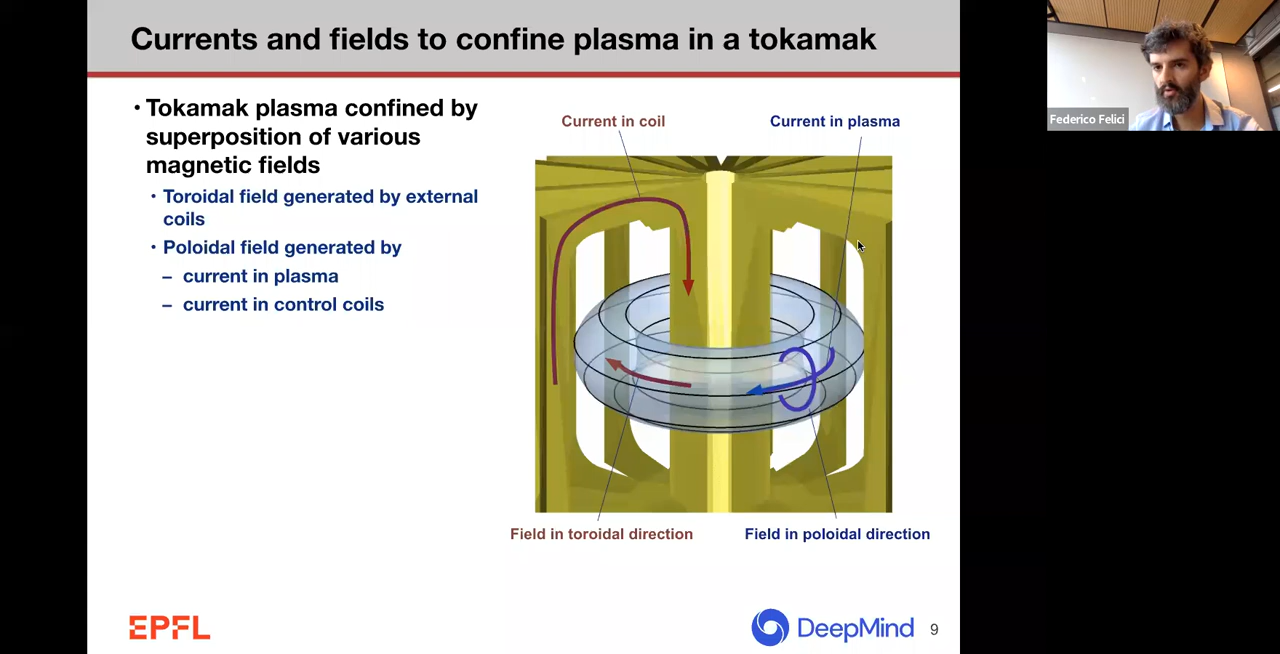 Currents and fields to confine plasma in a tokamak
• Tokamak plasma confined by
superposition of various
magnetic fields
• Toroidal field generated by external
coils
• Poloidal field generated by
– current in plasma
– current in control coils
Current in coil
Current in plasma
Field in toroidal direction
Field in poloidal direction
EPFL
DeepMind
9
Federico Felici